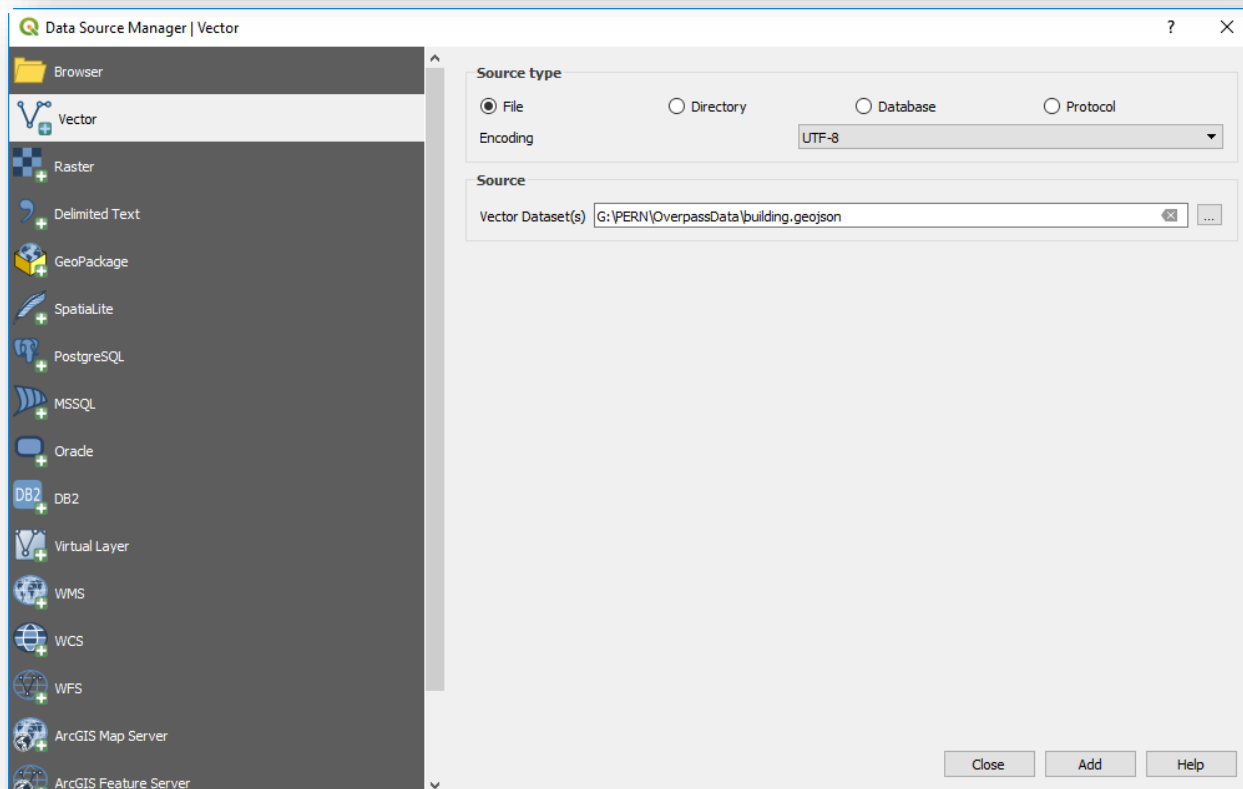 Data Source Manager | Vector
?
Browser
Vector
Raster
Delimited Text
GeoPackage
SpatiaLite
PostgreSQL
MSSQL
Oracle
DB2 DB2
Virtual Layer
WMS
WCS
WFS
ArcGIS Map Server
ArcGIS Feature Server
Source type
File Directory Database Protocol
Encoding UTF-8
Source
Vector Dataset(s) G:\PERN\OverpassData\building.geojson ...
Close Add Help